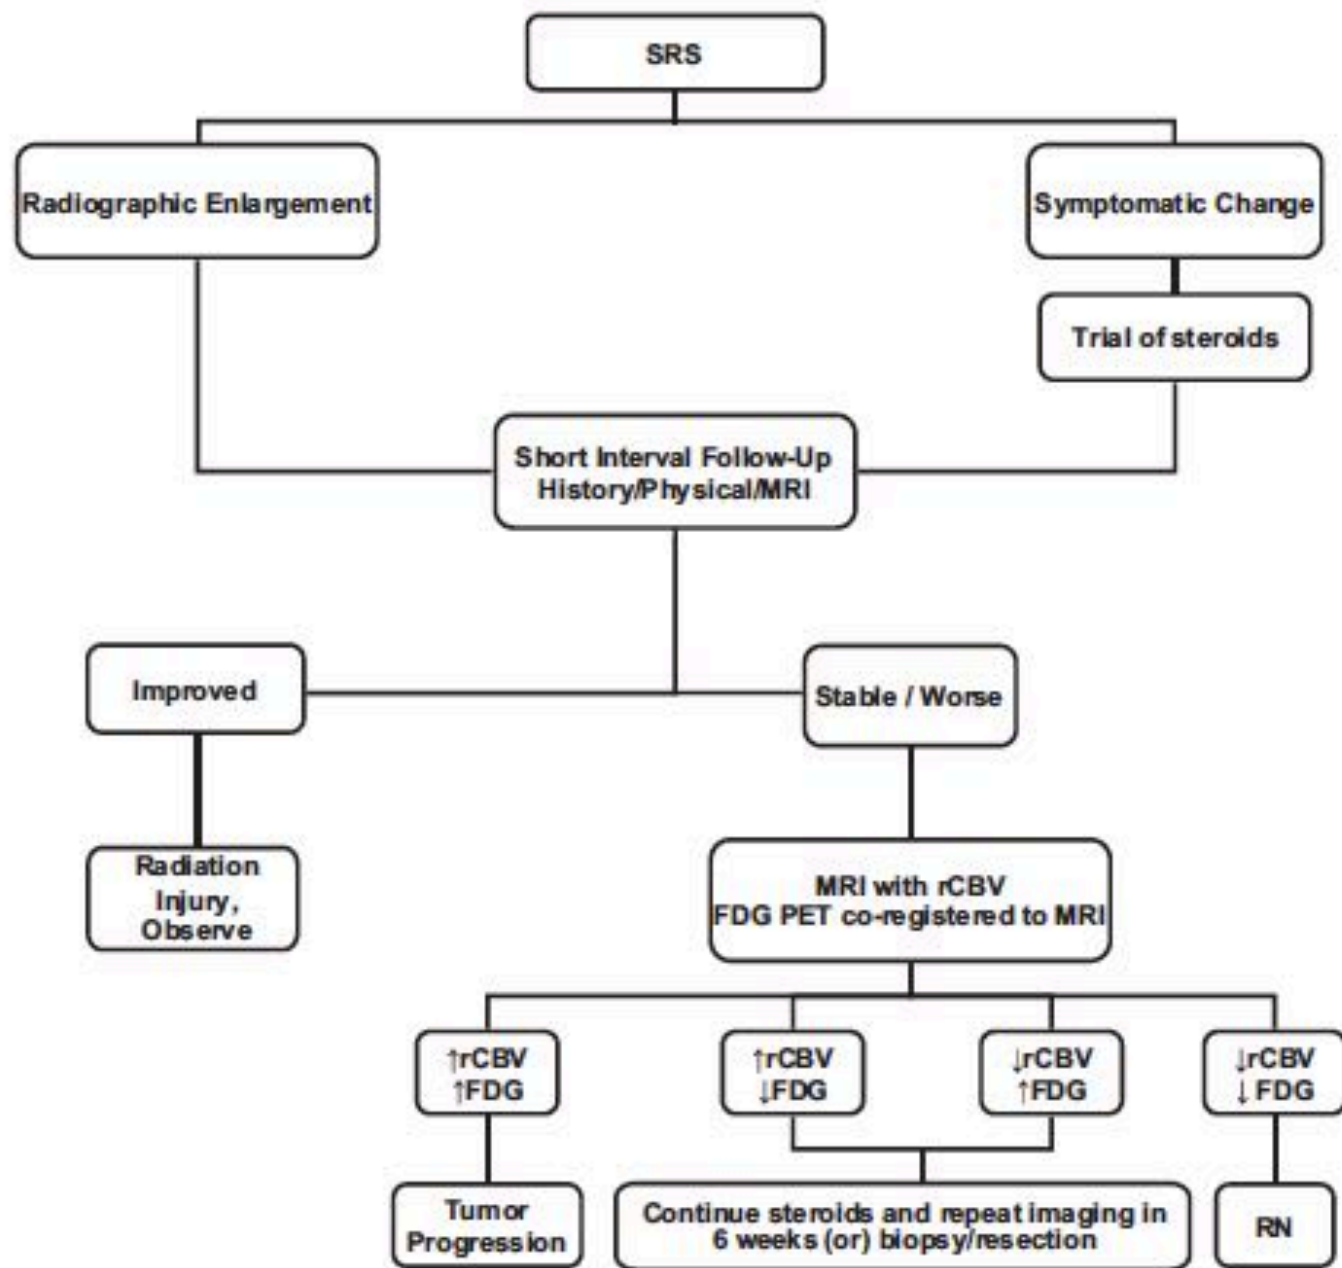 SRS
Radiographic Enlargement
Symptomatic Change
Trial of steroids
Short Interval Follow-Up
History/Physical/MRI
Improved
Stable / Worse
Radiation
Injury,
Observe
MRI with rCBV
FDG PET co-registered to MRI
↑rCBV
↑FDG
↑rCBV
↓FDG
↓rCBV
↑FDG
↓rCBV
↓ FDG
Tumor
Progression
Continue steroids and repeat imaging in
6 weeks (or) biopsy/resection
RN